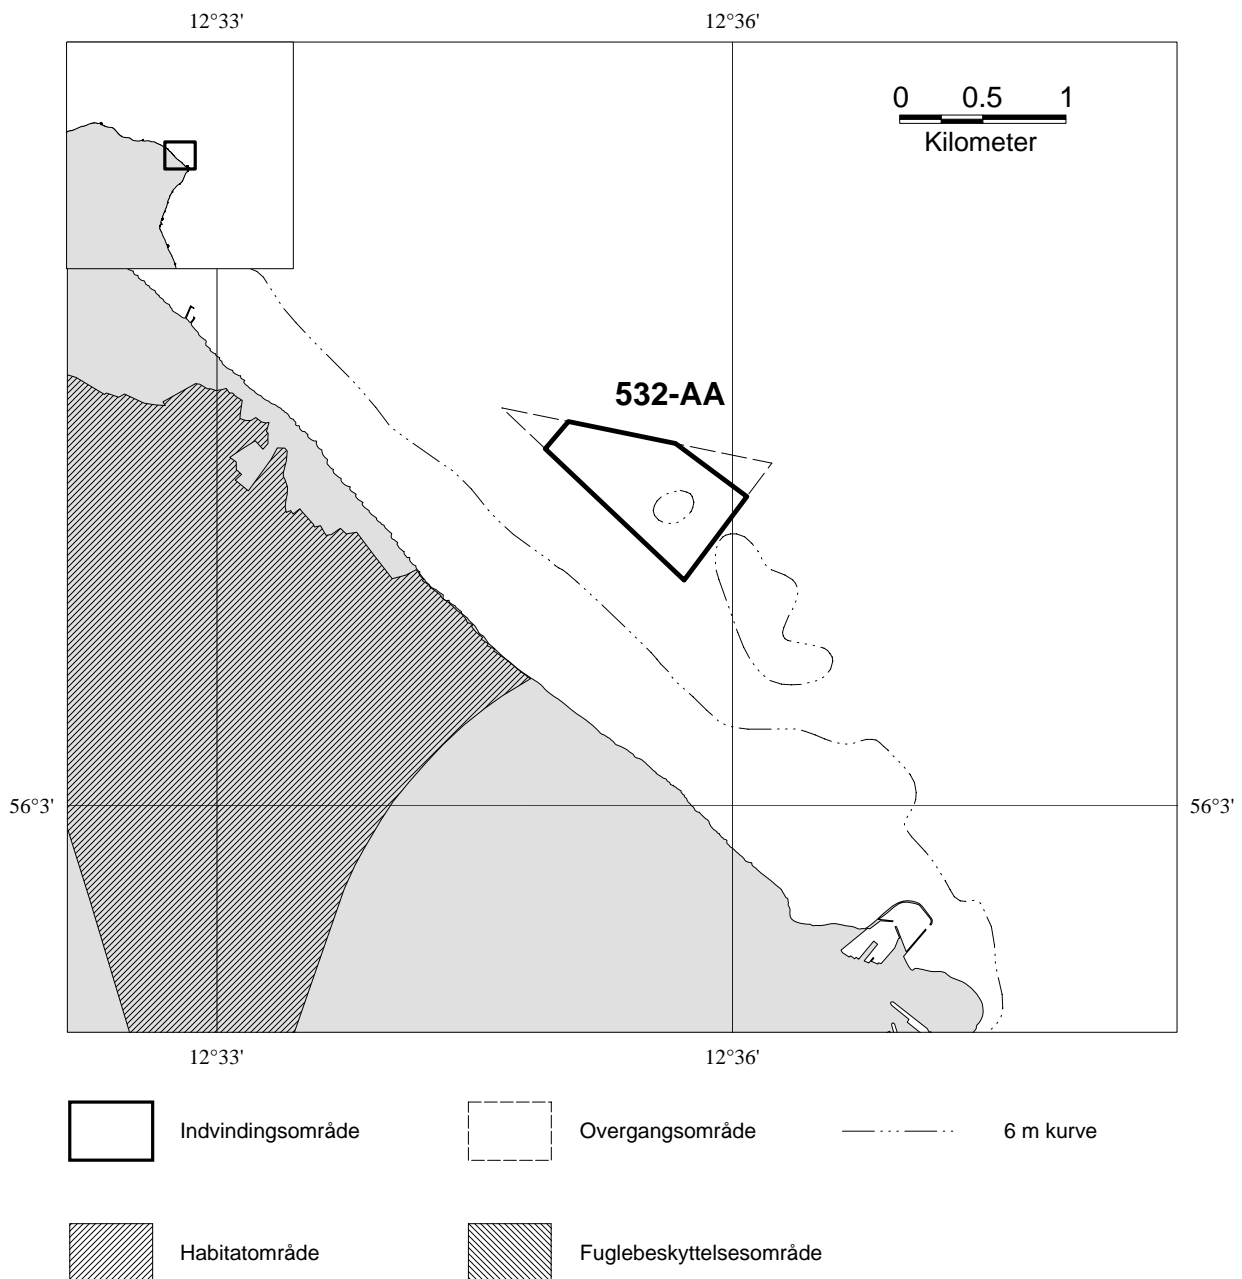 12°33'
12°36'
0 0.5 1
Kilometer
532-AA
56°3'
56°3'
12°33'
12°36'
Indvindingsområde
Overgangsområde
6 m kurve
Habitatområde
Fuglebeskyttelsesområde